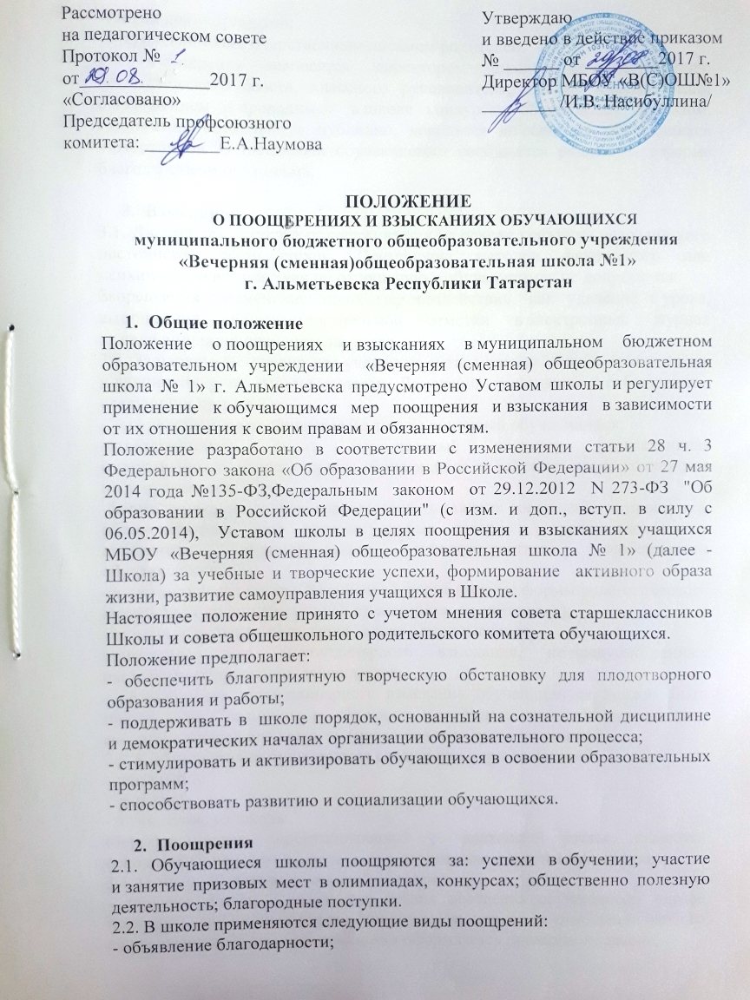 Рассмотрено
на педагогическом совете
Протокол № 1.
от 29. 08. 2017 г.
«Согласовано»
Председатель профсоюзного
комитета: ________Е.А.Наумова
Утверждаю
и введено в действие приказом
№ ______ от 29/08 2017 г.
Директор МБОУ «В(С)ОШ№1»
________ /И.В. Насибуллина/
ПОЛОЖЕНИЕ
О ПООЩЕРЕНИЯХ И ВЗЫСКАНИЯХ ОБУЧАЮЩИХСЯ
муниципального бюджетного общеобразовательного учреждения
«Вечерняя (сменная)общеобразовательная школа №1»
г. Альметьевска Республики Татарстан
1. Общие положение
Положение о поощрениях и взысканиях в муниципальном бюджетном
образовательном учреждении «Вечерняя (сменная) общеобразовательная
школа № 1» г. Альметьевска предусмотрено Уставом школы и регулирует
применение к обучающимся мер поощрения и взыскания в зависимости
от их отношения к своим правам и обязанностям.
Положение разработано в соответствии с изменениями статьи 28 ч. 3
Федерального закона «Об образовании в Российской Федерации» от 27 мая
2014 года №135-ФЗ,Федеральным законом от 29.12.2012 N 273-ФЗ "Об
образовании в Российской Федерации" (с изм. и доп., вступ. в силу с
06.05.2014), Уставом школы в целях поощрения и взысканиях учащихся
МБОУ «Вечерняя (сменная) общеобразовательная школа № 1» (далее -
Школа) за учебные и творческие успехи, формирование активного образа
жизни, развитие самоуправления учащихся в Школе.
Настоящее положение принято с учетом мнения совета старшеклассников
Школы и совета общешкольного родительского комитета обучающихся.
Положение предполагает:
- обеспечить благоприятную творческую обстановку для плодотворного
образования и работы;
- поддерживать в школе порядок, основанный на сознательной дисциплине
и демократических началах организации образовательного процесса;
- стимулировать и активизировать обучающихся в освоении образовательных
программ;
- способствовать развитию и социализации обучающихся.
2. Поощрения
2.1. Обучающиеся школы поощряются за: успехи в обучении; участие
и занятие призовых мест в олимпиадах, конкурсах; общественно полезную
деятельность; благородные поступки.
2.2. В школе применяются следующие виды поощрений:
- объявление благодарности;